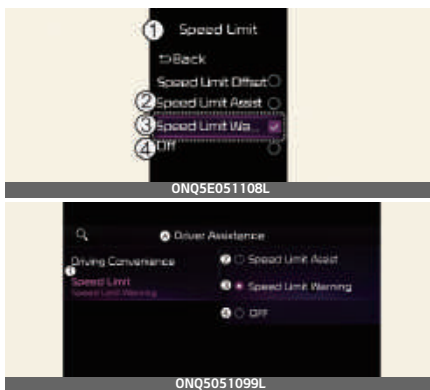 ① Speed Limit
⮌Back
Speed Limit Offset
② Speed Limit Assist
③ Speed Limit Wa...
④ Off
ONQ5E051108L
Ⓐ Driver Assistance
Driving Convenience
② Speed Limit Assist
① Speed Limit
Speed Limit Warning
③ Speed Limit Warning
④ OFF
ONQ5051099L